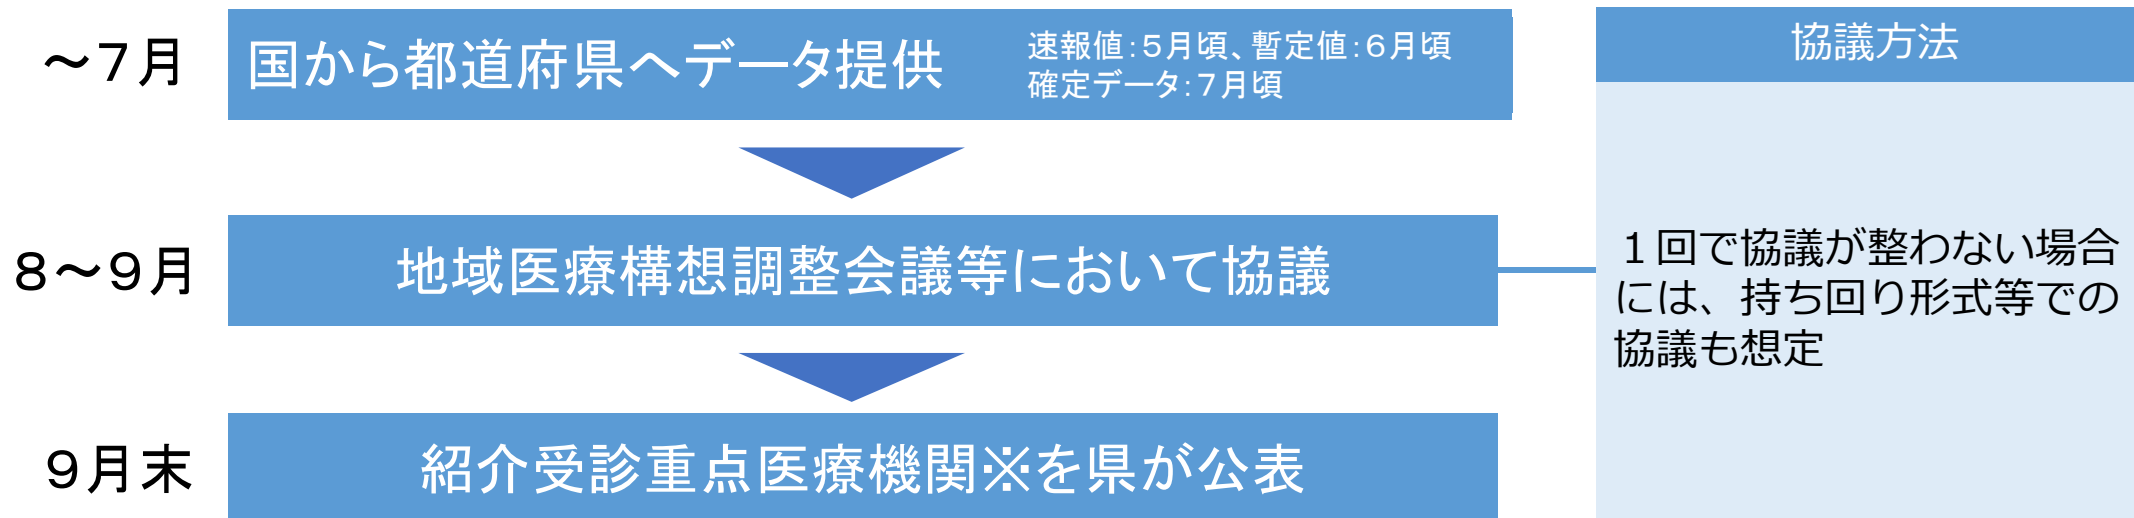 ～７月
国から都道府県へデータ提供
速報値：５月頃、暫定値：６月頃
確定データ：７月頃
８～９月
地域医療構想調整会議等において協議
９月末
紹介受診重点医療機関※を県が公表
協議方法
１回で協議が整わない場合
には、持ち回り形式等での
協議も想定